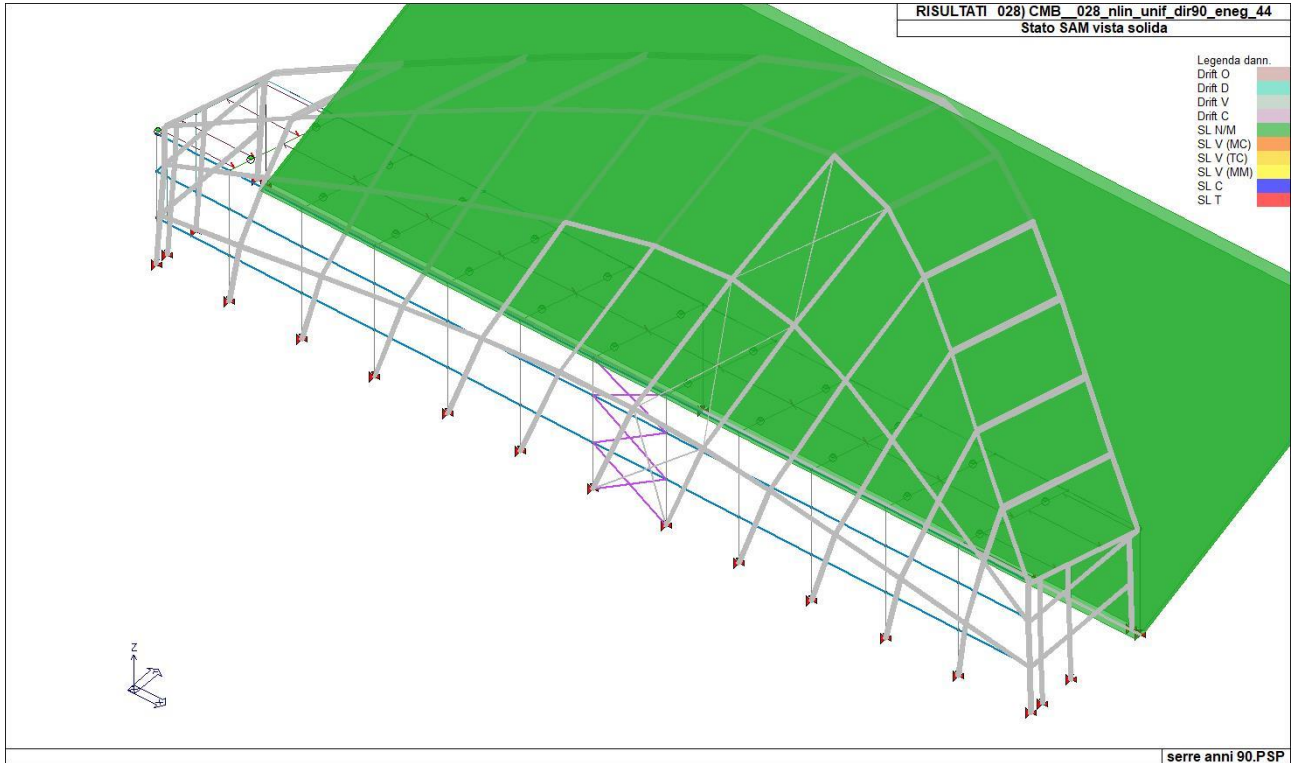 RISULTATI 028) CMB__028_nlin_unif_dir90_eneg_44
Stato SAM vista solida
Legenda dann.
Drift O
Drift D
Drift V
Drift C
SL N/M
SL V (MC)
SL V (TC)
SL V (MM)
SL C
SL T
Z
Y
X
serre anni 90.PSP